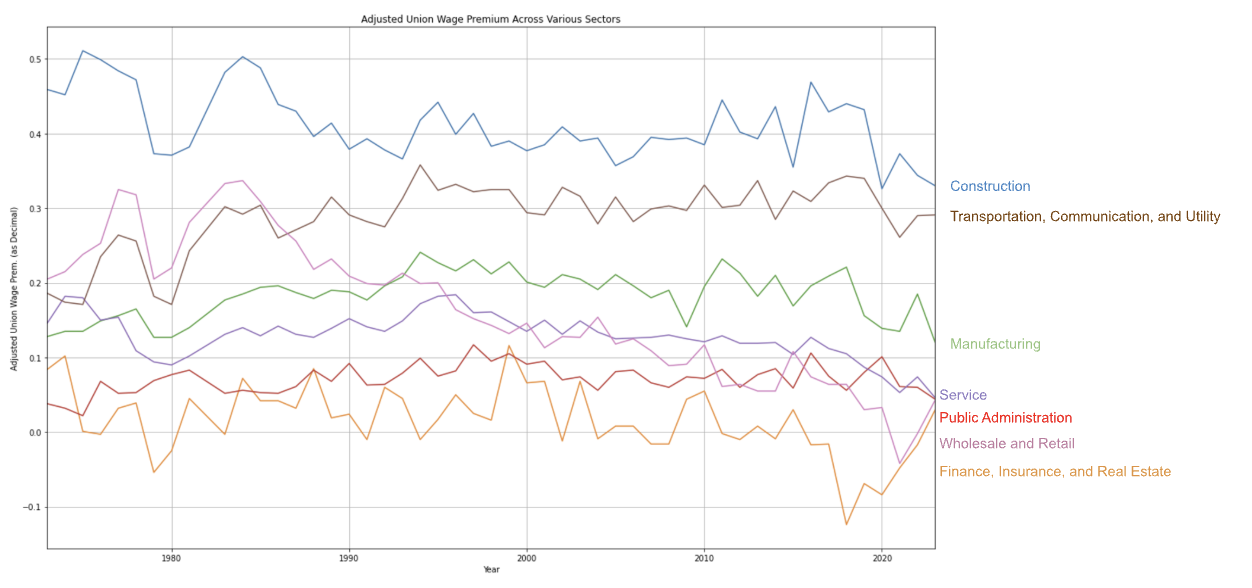 Adjusted Union Wage Premium Across Various Sectors
Adjusted Union Wage Prem. (as Decimal)
0.5
0.4
0.3
0.2
0.1
0.0
−0.1
1980
1990
2000
2010
2020
Year
Construction
Transportation, Communication, and Utility
Manufacturing
Service
Public Administration
Wholesale and Retail
Finance, Insurance, and Real Estate